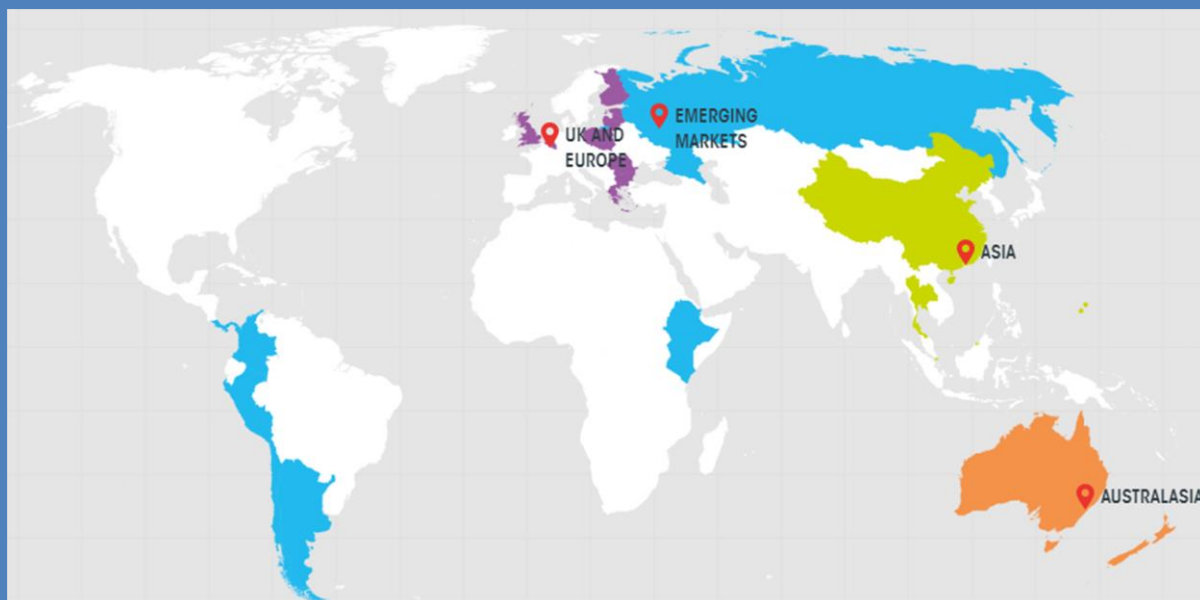 EMERGING
MARKETS
UK AND
EUROPE
ASIA
AUSTRALASIA